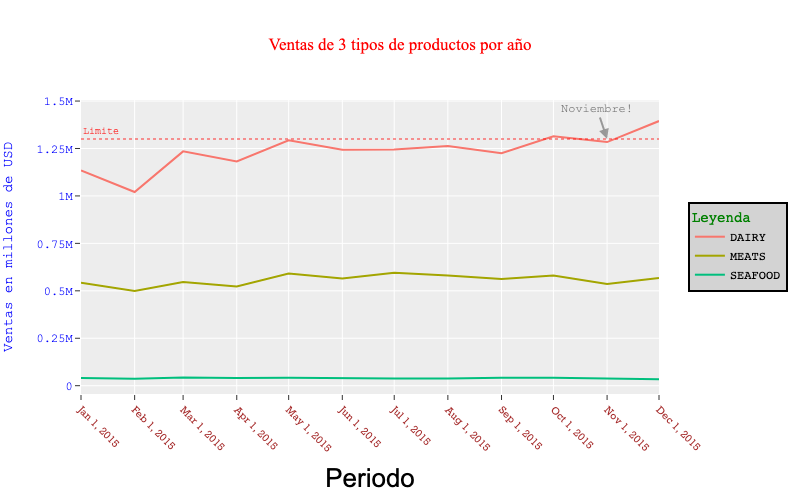 Ventas de 3 tipos de productos por año
Noviembre!
Límite
1.5M
1.25M
1M
0.75M
0.5M
0.25M
0
Ventas en millones de USD
Jan 1, 2015
Feb 1, 2015
Mar 1, 2015
Apr 1, 2015
May 1, 2015
Jun 1, 2015
Jul 1, 2015
Aug 1, 2015
Sep 1, 2015
Oct 1, 2015
Nov 1, 2015
Dec 1, 2015
Periodo
Leyenda
DAIRY
MEATS
SEAFOOD